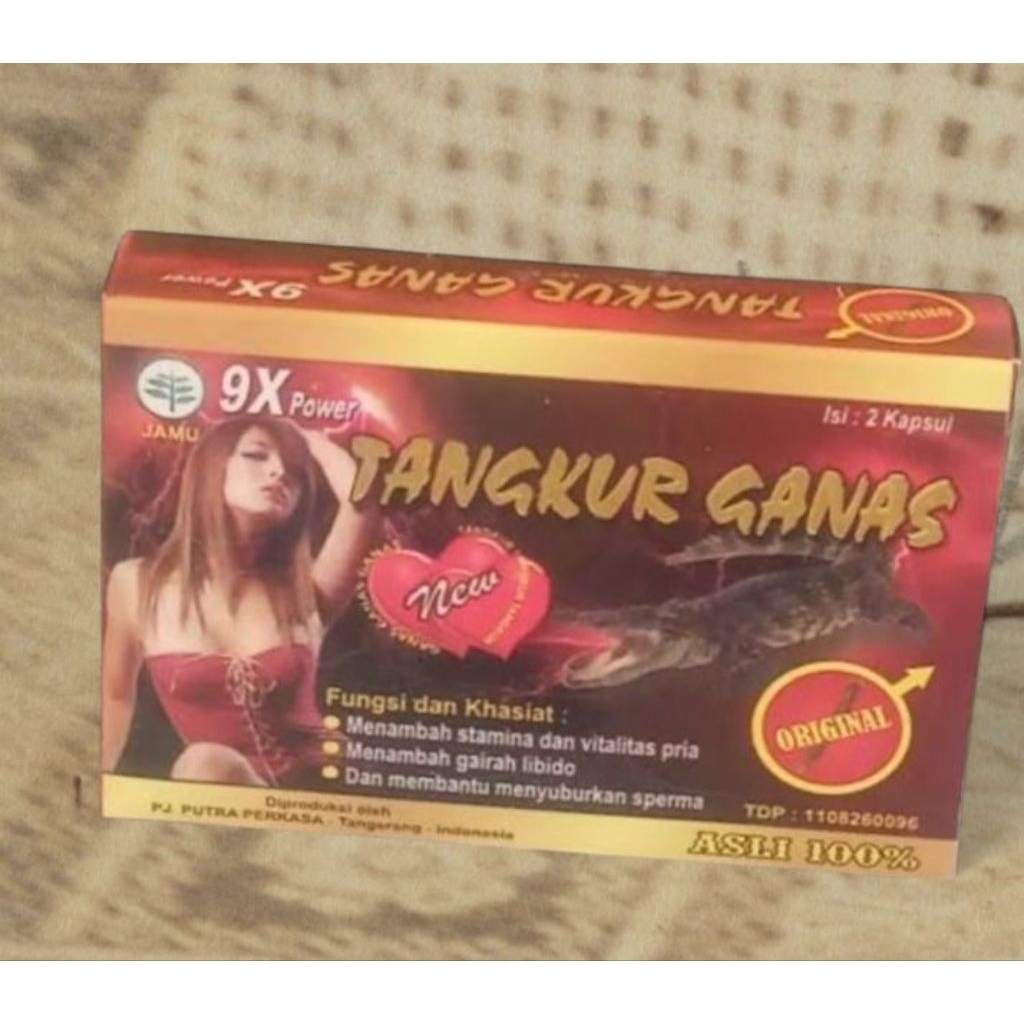 9X Power TANGKUR GANAS
TANGKUR GANAS
ORIGINAL
JAMU
9X Power
Isi : 2 Kapsul
TANGKUR GANAS
New
Fungsi dan Khasiat :
Menambah stamina dan vitalitas pria
Menambah gairah libido
Dan membantu menyuburkan sperma
ORIGINAL
TDP : 1108260096
Diproduksi oleh
PJ. PUTRA PERKASA - Tangerang - Indonesia
ASLI 100%